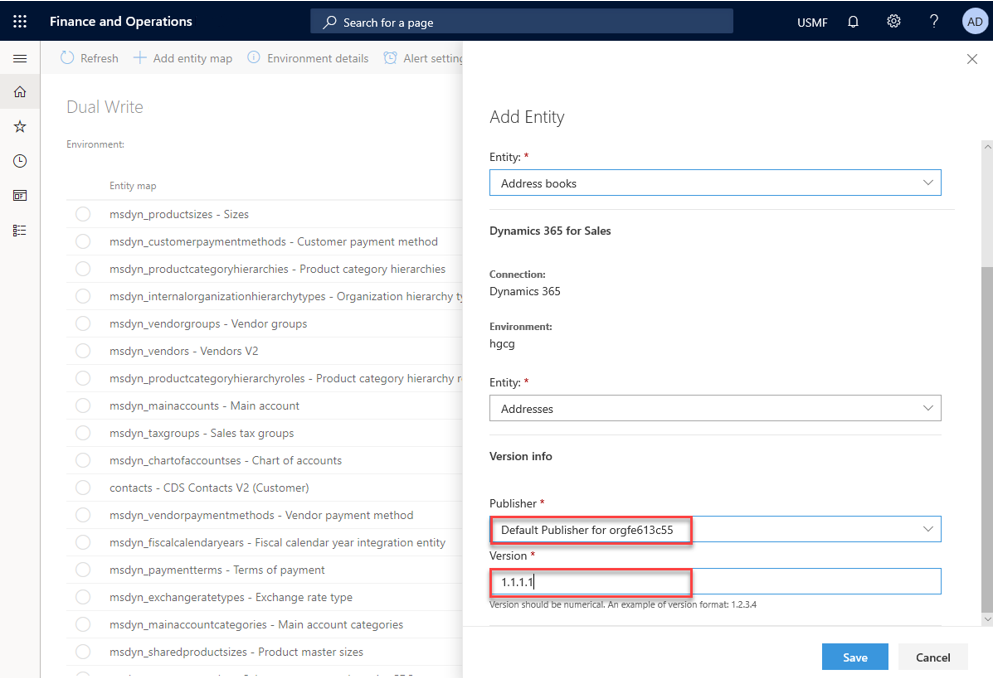 Finance and Operations
Search for a page
USMF
?
AD
Refresh
Add entity map
Environment details
Alert setting
Dual Write
Environment:
Entity map
msdyn_productsizes - Sizes
msdyn_customerpaymentmethods - Customer payment method
msdyn_productcategoryhierarchies - Product category hierarchies
msdyn_internalorganizationhierarchytypes - Organization hierarchy ty
msdyn_vendorgroups - Vendor groups
msdyn_vendors - Vendors V2
msdyn_productcategoryhierarchyroles - Product category hierarchy r
msdyn_mainaccounts - Main account
msdyn_taxgroups - Sales tax groups
msdyn_chartofaccountses - Chart of accounts
contacts - CDS Contacts V2 (Customer)
msdyn_vendorpaymentmethods - Vendor payment method
msdyn_fiscalcalendaryears - Fiscal calendar year integration entity
msdyn_paymentterms - Terms of payment
msdyn_exchangeratetypes - Exchange rate type
msdyn_mainaccountcategories - Main account categories
msdyn_sharedproductsizes - Product master sizes
Add Entity
Entity: *
Address books
Dynamics 365 for Sales
Connection:
Dynamics 365
Environment:
hgcg
Entity: *
Addresses
Version info
Publisher *
Default Publisher for orgfe613c55
Version *
1.1.1.1
Version should be numerical. An example of version format: 1.2.3.4
Save
Cancel